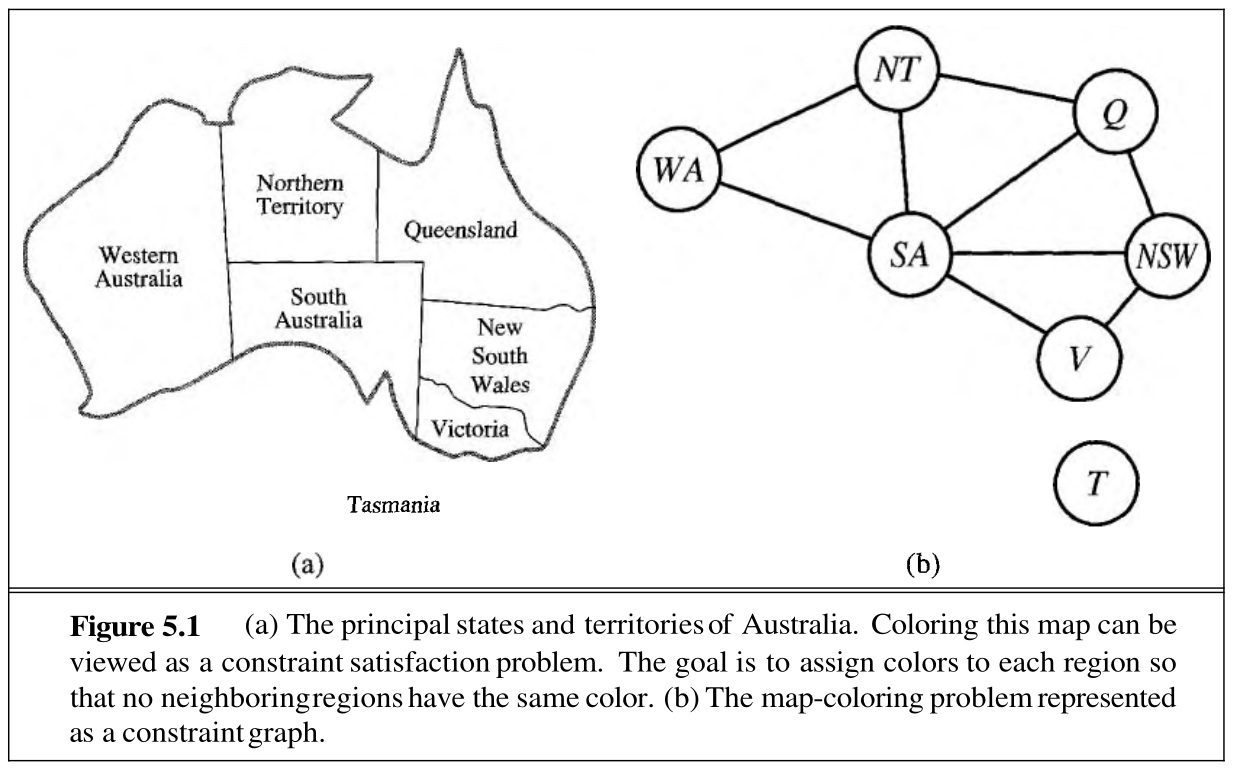 Northern
Territory
Western
Australia
Queensland
South
Australia
New
South
Wales
Victoria
Tasmania
(a)
NT
Q
WA
SA
NSW
V
T
(b)
Figure 5.1 (a) The principal states and territories of Australia. Coloring this map can be
viewed as a constraint satisfaction problem. The goal is to assign colors to each region so
that no neighboring regions have the same color. (b) The map-coloring problem represented
as a constraint graph.